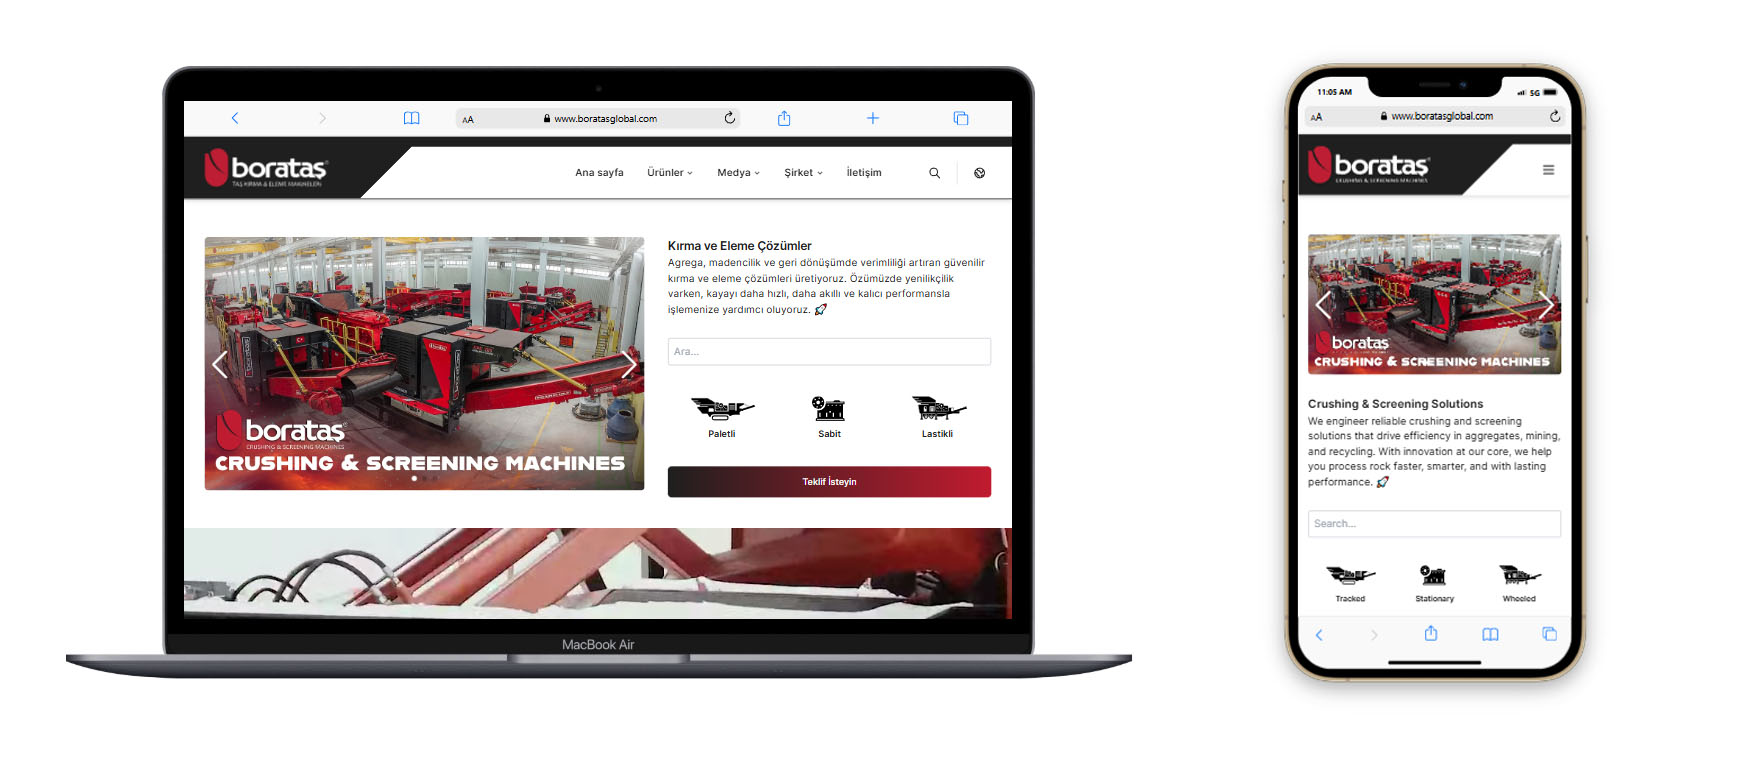 AA
www.boratasglobal.com
borataş
TAŞ KIRMA & ELEME MAKİNELERİ
Ana sayfa
Ürünler
Medya
Şirket
İletişim
borataş
CRUSHING & SCREENING MACHINES
CRUSHING & SCREENING MACHINES
Kırma ve Eleme Çözümler
Agrega, madencilik ve geri dönüşümde verimliliği artıran güvenilir
kırma ve eleme çözümleri üretiyoruz. Özümüzde yenilikçilik
varken, kayayı daha hızlı, daha akıllı ve kalıcı performansla
işlemenize yardımcı oluyoruz. 🚀
Ara...
Paletli
Sabit
Lastikli
Teklif İsteyin
MacBook Air
11:05 AM
5G
AA
www.boratasglobal.com
borataş
CRUSHING & SCREENING MACHINES
borataş
CRUSHING & SCREENING MACHINES
Crushing & Screening Solutions
We engineer reliable crushing and screening
solutions that drive efficiency in aggregates, mining,
and recycling. With innovation at our core, we help
you process rock faster, smarter, and with lasting
performance. 🚀
Search...
Tracked
Stationary
Wheeled